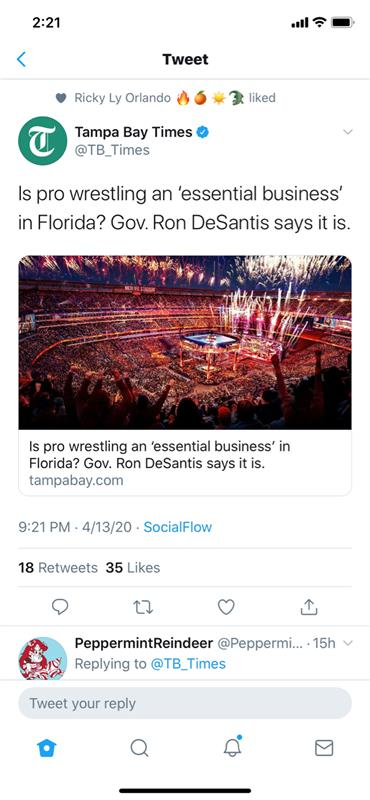 2:21
Tweet
Ricky Ly Orlando 🔥🍊☀️🐊 liked
Tampa Bay Times
@TB_Times
Is pro wrestling an ‘essential business’
in Florida? Gov. Ron DeSantis says it is.
Is pro wrestling an ‘essential business’ in
Florida? Gov. Ron DeSantis says it is.
tampabay.com
9:21 PM · 4/13/20 · SocialFlow
18 Retweets 35 Likes
PeppermintReindeer @Peppermi... · 15h
Replying to @TB_Times
Tweet your reply